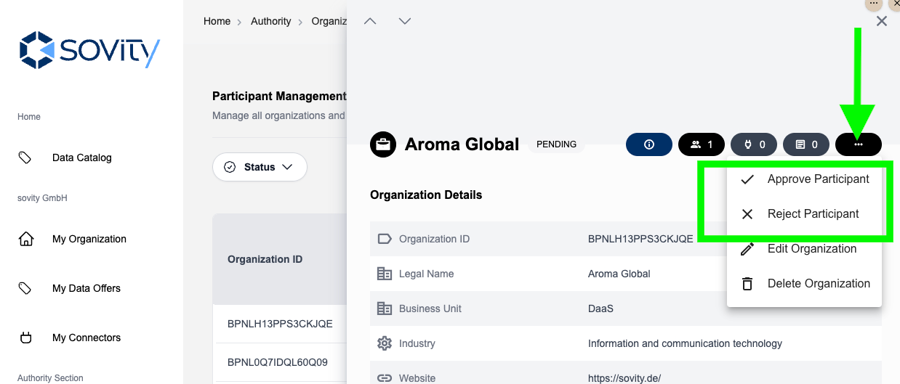 Home > Authority > Organiz
sovity
Home
Data Catalog
sovity GmbH
My Organization
My Data Offers
My Connectors
Authority Section
Participant Management
Manage all organizations and
Status
Organization ID
BPNLH13PPS3CKJQE
BPNL0Q7IDQL60Q09
Aroma Global PENDING 1 0 0 ...
Approve Participant
Reject Participant
Edit Organization
Delete Organization
Organization Details
Organization ID BPNLH13PPS3CKJQE
Legal Name Aroma Global
Business Unit DaaS
Industry Information and communication technology
Website https://sovity.de/